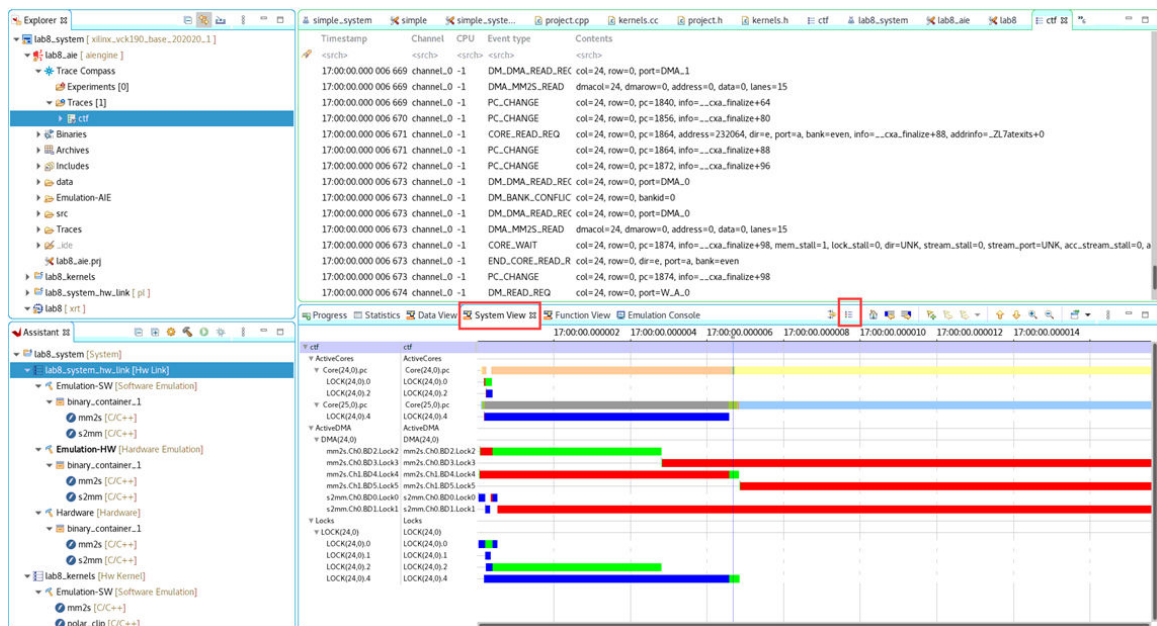 Explorer
lab8_system [ xilinx_vck190_base_202020_1 ]
lab8_aie [ aiengine ]
Trace Compass
Experiments [0]
Traces [1]
ctf
Binaries
Archives
Includes
data
Emulation-AIE
src
Traces
_ide
lab8_aie.prj
lab8_kernels
lab8_system_hw_link [ pl ]
lab8 [ xrt ]
Assistant
lab8_system [System]
lab8_system_hw_link [Hw Link]
Emulation-SW [Software Emulation]
binary_container_1
mm2s [C/C++]
s2mm [C/C++]
Emulation-HW [Hardware Emulation]
binary_container_1
mm2s [C/C++]
s2mm [C/C++]
Hardware [Hardware]
binary_container_1
mm2s [C/C++]
s2mm [C/C++]
lab8_kernels [Hw Kernel]
Emulation-SW [Software Emulation]
mm2s [C/C++]
polar_clip [C/C++]
simple_system simple simple_syste... project.cpp kernels.cc project.h kernels.h ctf lab8_system lab8_aie lab8 ctf
Timestamp Channel CPU Event type Contents
<srch> <srch> <srch> <srch> <srch>
17:00:00.000 006 669 channel_0 -1 DM_DMA_READ_REC col=24, row=0, port=DMA_1
17:00:00.000 006 669 channel_0 -1 DMA_MM2S_READ dmacol=24, dmarow=0, address=0, data=0, lanes=15
17:00:00.000 006 669 channel_0 -1 PC_CHANGE col=24, row=0, pc=1840, info=__cxa_finalize+64
17:00:00.000 006 670 channel_0 -1 PC_CHANGE col=24, row=0, pc=1856, info=__cxa_finalize+80
17:00:00.000 006 671 channel_0 -1 CORE_READ_REQ col=24, row=0, pc=1864, address=232064, dir=e, port=a, bank=even, info=__cxa_finalize+88, addrinfo=_ZL7atexits+0
17:00:00.000 006 671 channel_0 -1 PC_CHANGE col=24, row=0, pc=1864, info=__cxa_finalize+88
17:00:00.000 006 672 channel_0 -1 PC_CHANGE col=24, row=0, pc=1872, info=__cxa_finalize+96
17:00:00.000 006 673 channel_0 -1 DM_DMA_READ_REC col=24, row=0, port=DMA_0
17:00:00.000 006 673 channel_0 -1 DM_BANK_CONFLIC col=24, row=0, bankid=0
17:00:00.000 006 673 channel_0 -1 DM_DMA_READ_REC col=24, row=0, port=DMA_0
17:00:00.000 006 673 channel_0 -1 DMA_MM2S_READ dmacol=24, dmarow=0, address=0, data=0, lanes=15
17:00:00.000 006 673 channel_0 -1 CORE_WAIT col=24, row=0, pc=1874, info=__cxa_finalize+98, mem_stall=1, lock_stall=0, dir=UNK, stream_stall=0, stream_port=UNK, acc_stream_stall=0, a
17:00:00.000 006 673 channel_0 -1 END_CORE_READ_R col=24, row=0, dir=e, port=a, bank=even
17:00:00.000 006 673 channel_0 -1 PC_CHANGE col=24, row=0, pc=1874, info=__cxa_finalize+98
17:00:00.000 006 674 channel_0 -1 DM_READ_REQ col=24, row=0, port=W_A_0
Progress Statistics Data View System View Function View Emulation Console
17:00:00.000002 17:00:00.000004 17:00:00.000006 17:00:00.000008 17:00:00.000010 17:00:00.000012 17:00:00.000014
ctf ctf
ActiveCores ActiveCores
Core(24,0).pc Core(24,0).pc
LOCK(24,0).0 LOCK(24,0).0
LOCK(24,0).2 LOCK(24,0).2
Core(25,0).pc Core(25,0).pc
LOCK(24,0).4 LOCK(24,0).4
ActiveDMA ActiveDMA
DMA(24,0) DMA(24,0)
mm2s.Ch0.BD2.Lock2 mm2s.Ch0.BD2.Lock2
mm2s.Ch0.BD3.Lock3 mm2s.Ch0.BD3.Lock3
mm2s.Ch1.BD4.Lock4 mm2s.Ch1.BD4.Lock4
mm2s.Ch1.BD5.Lock5 mm2s.Ch1.BD5.Lock5
s2mm.Ch0.BD0.Lock0 s2mm.Ch0.BD0.Lock0
s2mm.Ch0.BD1.Lock1 s2mm.Ch0.BD1.Lock1
Locks Locks
LOCK(24,0) LOCK(24,0)
LOCK(24,0).0 LOCK(24,0).0
LOCK(24,0).1 LOCK(24,0).1
LOCK(24,0).2 LOCK(24,0).2
LOCK(24,0).4 LOCK(24,0).4